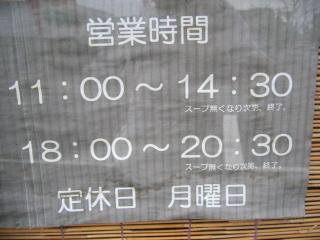 営業時間
11：00～14：30
スープ無くなり次第、終了。
18：00～20：30
スープ無くなり次第、終了。
定休日　月曜日